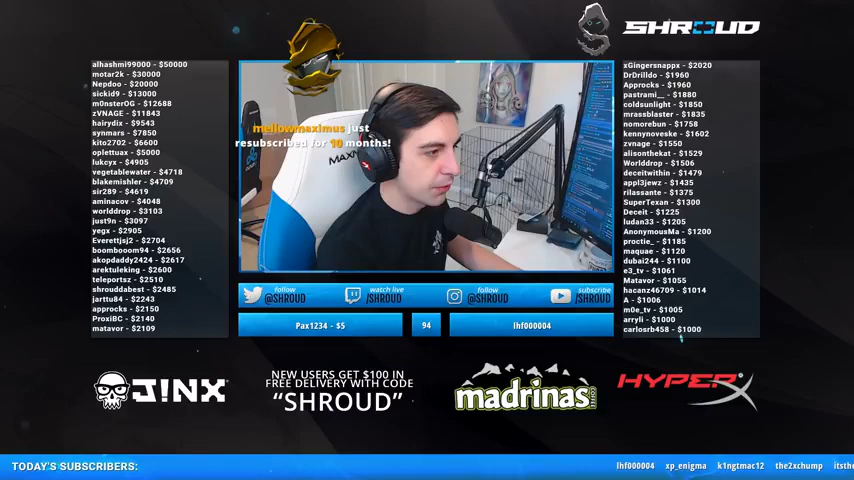 SHROUD
alhashmi99000 - $50000
motar2k - $30000
Nepdoo - $20000
sickid9 - $13000
m0nsterOG - $12688
zVNAGE - $11843
hairydix - $9543
synmars - $7850
kito2702 - $6600
oplettuax - $5000
lukcyx - $4905
vegetablewater - $4718
blakemishler - $4709
sir289 - $4619
aminacov - $4048
worlddrop - $3103
just9n - $3097
yegx - $2905
Everettjsj2 - $2704
boombooom94 - $2656
akopdaddy2424 - $2617
arektuleking - $2600
teleportsz - $2510
shrouddabest - $2485
jarttu84 - $2243
approcks - $2150
ProxiBC - $2140
matavor - $2109
mellowmaximus just
resubscribed for 10 months!
MAXN
xGingersnappx - $2020
DrDrilldo - $1960
Approcks - $1960
pastrami__ - $1880
coldsunlight - $1850
mrassblaster - $1835
nomorebun - $1758
kennynoveske - $1602
zvnage - $1550
alisonthekat - $1529
Worlddrop - $1506
deceitwithin - $1479
appl3jewz - $1435
rilassante - $1375
SuperTexan - $1300
Deceit - $1225
ludan33 - $1205
AnonymousMa - $1200
proctie_ - $1185
maquae - $1120
dubai244 - $1100
e3_tv - $1061
Matavor - $1055
hacanz46709 - $1014
A - $1006
m0e_tv - $1005
arryli - $1000
carlosrb458 - $1000
follow
@SHROUD
watch live
/SHROUD
follow
@SHROUD
subscribe
/SHROUD
Pax1234 - $5
94
lhf000004
J!NX
NEW USERS GET $100 IN
FREE DELIVERY WITH CODE
“SHROUD”
madrinas
COFFEE
HYPERX
TODAY'S SUBSCRIBERS:
lhf000004 xp_enigma k1ngtmac12 the2xchump itsthe